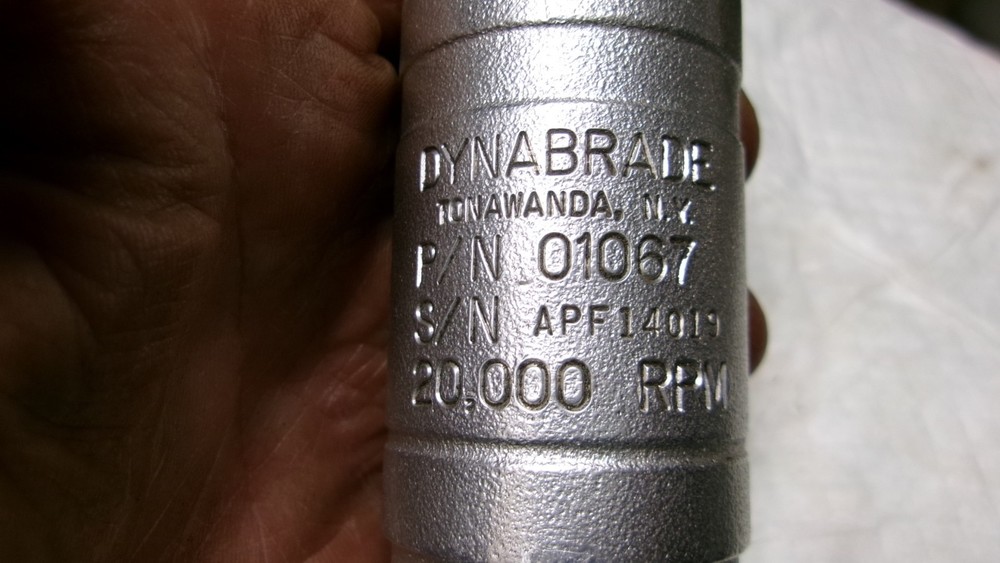 DYNABRADE
TONAWANDA, N.Y.
P/N 01067
S/N APF14019
20,000 RPM